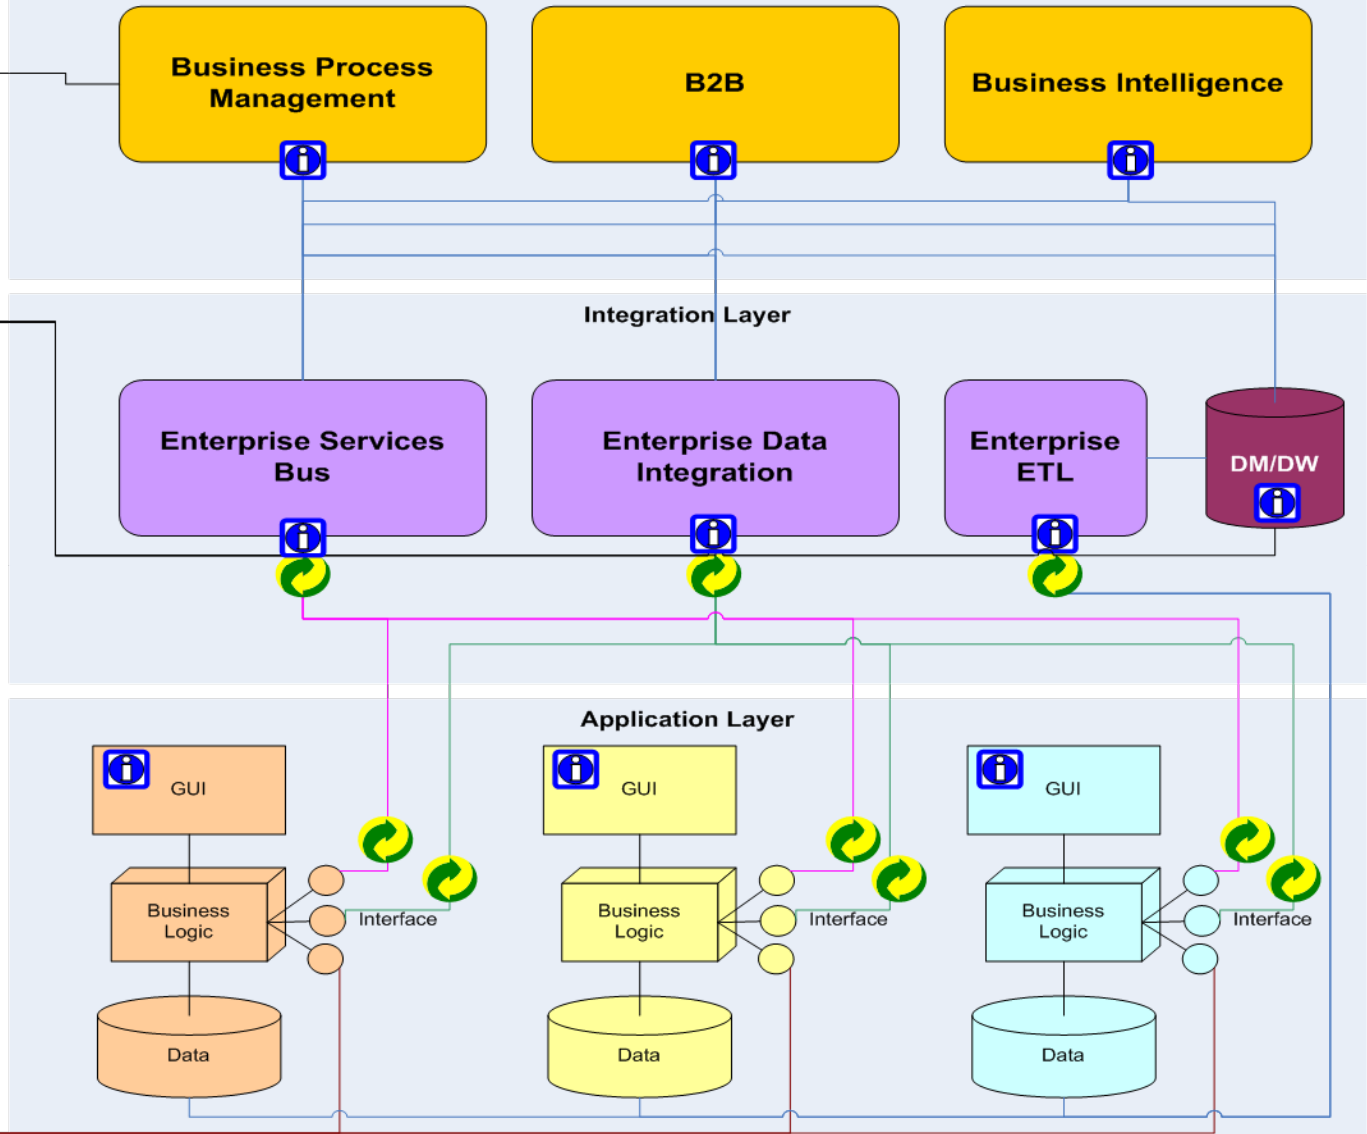 Business Process
Management
B2B
Business Intelligence
Integration Layer
Enterprise Services
Bus
Enterprise Data
Integration
Enterprise
ETL
DM/DW
Application Layer
GUI
GUI
GUI
Business
Logic
Interface
Business
Logic
Interface
Business
Logic
Interface
Data
Data
Data